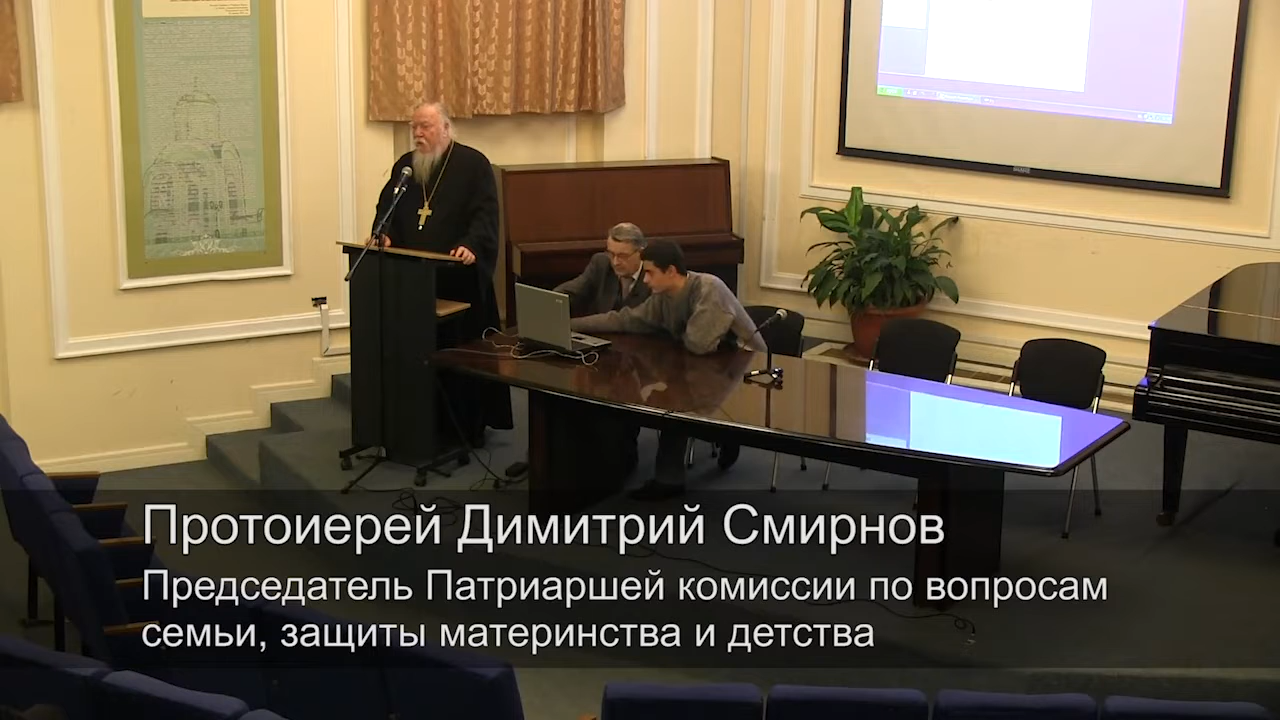 Протоиерей Димитрий Смирнов
Председатель Патриаршей комиссии по вопросам
семьи, защиты материнства и детства